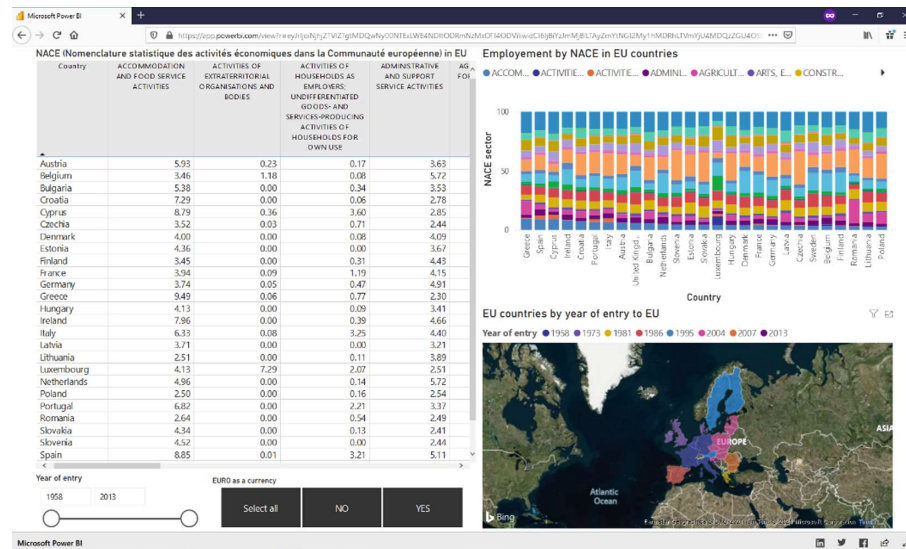 Microsoft Power BI
https://app.powerbi.com/view?
NACE (Nomenclature statistique des activités économiques dans la Communauté européenne) in EU
Country
ACCOMMODATION AND FOOD SERVICE ACTIVITIES
ACTIVITIES OF EXTRATERRITORIAL ORGANISATIONS AND BODIES
ACTIVITIES OF HOUSEHOLDS AS EMPLOYERS; UNDIFFERENTIATED GOODS- AND SERVICES-PRODUCING ACTIVITIES OF HOUSEHOLDS FOR OWN USE
ADMINISTRATIVE AND SUPPORT SERVICE ACTIVITIES
Austria 5.93 0.23 0.17 3.63
Belgium 3.46 1.18 0.08 5.72
Bulgaria 5.38 0.00 0.34 3.53
Croatia 7.29 0.00 0.06 2.78
Cyprus 8.79 0.36 3.60 2.85
Czechia 3.52 0.03 0.71 2.44
Denmark 4.00 0.00 0.08 4.09
Estonia 4.36 0.00 0.00 3.67
Finland 3.45 0.00 0.31 4.43
France 3.94 0.09 1.19 4.15
Germany 3.74 0.05 0.47 4.91
Greece 9.49 0.06 0.77 2.30
Hungary 4.13 0.00 0.09 3.41
Ireland 7.96 0.00 0.39 4.66
Italy 6.33 0.08 3.25 4.40
Latvia 3.71 0.00 0.00 3.21
Lithuania 2.51 0.00 0.11 3.89
Luxembourg 4.13 7.29 2.07 2.51
Netherlands 4.96 0.00 0.14 5.72
Poland 2.50 0.00 0.16 2.54
Portugal 6.82 0.00 2.21 3.37
Romania 2.64 0.00 0.54 2.49
Slovakia 4.34 0.00 0.13 2.41
Slovenia 4.52 0.00 0.00 2.44
Spain 8.85 0.01 3.21 5.11
Year of entry
1958 2013
EURO as a currency
Select all NO YES
Employement by NACE in EU countries
ACCOM... ACTIVITIE... ACTIVITIE... ADMINI... AGRICULT... ARTS, E... CONSTR...
NACE sector
100
50
0
Greece
Spain
Cyprus
Ireland
Croatia
Portugal
Italy
Austria
United Kingd...
Bulgaria
Netherlands
Slovenia
Estonia
Slovakia
Luxembourg
Hungary
Denmark
France
Germany
Latvia
Czechia
Sweden
Belgium
Finland
Romania
Lithuania
Poland
Country
EU countries by year of entry to EU
Year of entry 1958 1973 1981 1986 1995 2004 2007 2013
EUROPE
ASIA
Atlantic
Ocean
Bing
Microsoft Power BI